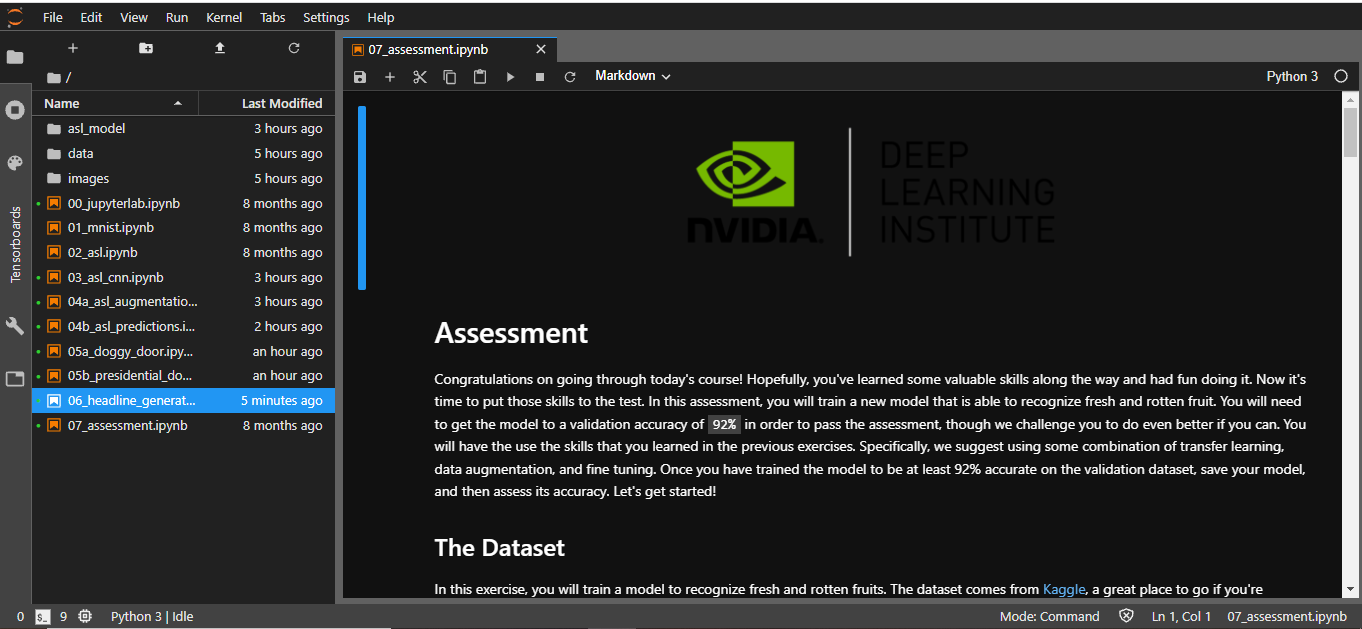 File Edit View Run Kernel Tabs Settings Help
07_assessment.ipynb
/
Markdown
Python 3
Name Last Modified
asl_model 3 hours ago
data 5 hours ago
images 5 hours ago
00_jupyterlab.ipynb 8 months ago
01_mnist.ipynb 8 months ago
02_asl.ipynb 8 months ago
03_asl_cnn.ipynb 3 hours ago
04a_asl_augmentatio... 3 hours ago
04b_asl_predictions.i... 2 hours ago
05a_doggy_door.ipy... an hour ago
05b_presidential_do... an hour ago
06_headline_generat... 5 minutes ago
07_assessment.ipynb 8 months ago
Tensorboards
NVIDIA.
DEEP
LEARNING
INSTITUTE
Assessment
Congratulations on going through today's course! Hopefully, you've learned some valuable skills along the way and had fun doing it. Now it's
time to put those skills to the test. In this assessment, you will train a new model that is able to recognize fresh and rotten fruit. You will need
to get the model to a validation accuracy of 92% in order to pass the assessment, though we challenge you to do even better if you can. You
will have the use the skills that you learned in the previous exercises. Specifically, we suggest using some combination of transfer learning,
data augmentation, and fine tuning. Once you have trained the model to be at least 92% accurate on the validation dataset, save your model,
and then assess its accuracy. Let's get started!
The Dataset
In this exercise, you will train a model to recognize fresh and rotten fruits. The dataset comes from Kaggle, a great place to go if you're
0 $_ 9 Python 3 | Idle
Mode: Command Ln 1, Col 1 07_assessment.ipynb